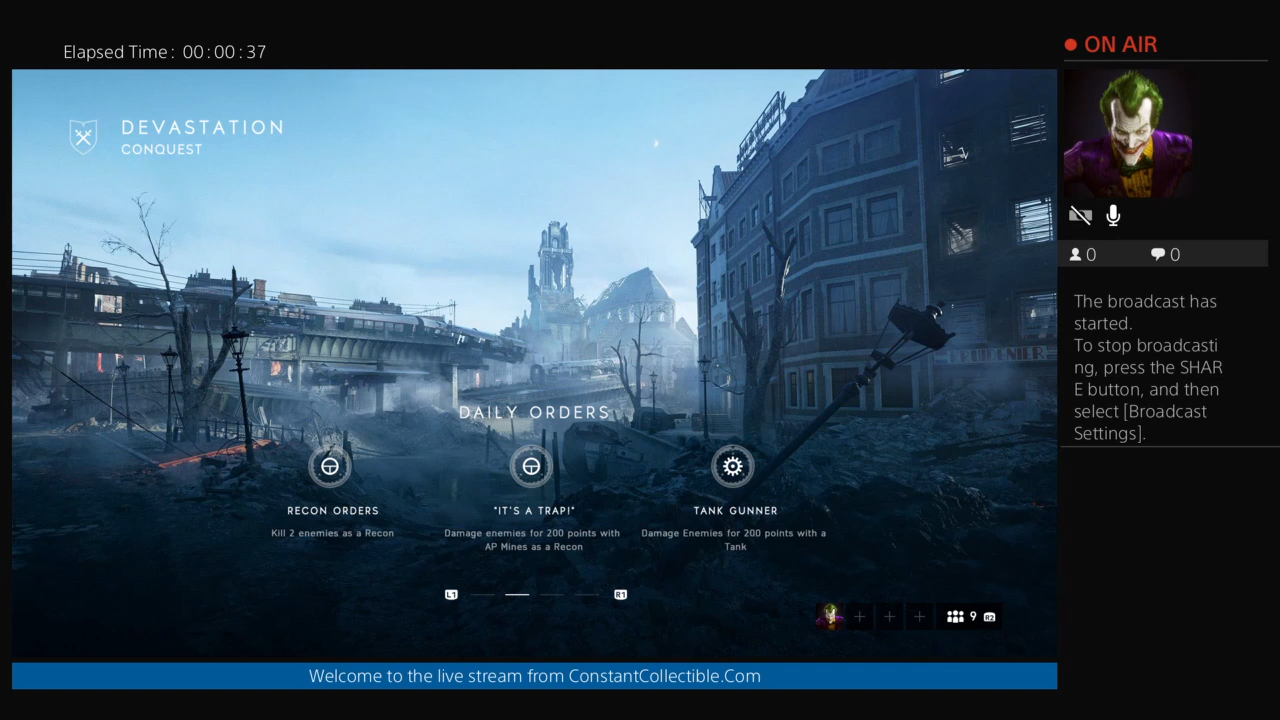 Elapsed Time: 00:00:37
ON AIR
DEVASTATION
CONQUEST
0 0
The broadcast has
started.
To stop broadcasti
ng, press the SHAR
E button, and then
select [Broadcast
Settings].
DAILY ORDERS
RECON ORDERS
Kill 2 enemies as a Recon
"IT'S A TRAP!"
Damage enemies for 200 points with
AP Mines as a Recon
TANK GUNNER
Damage Enemies for 200 points with a
Tank
L1 R1
9 R2
Welcome to the live stream from ConstantCollectible.Com